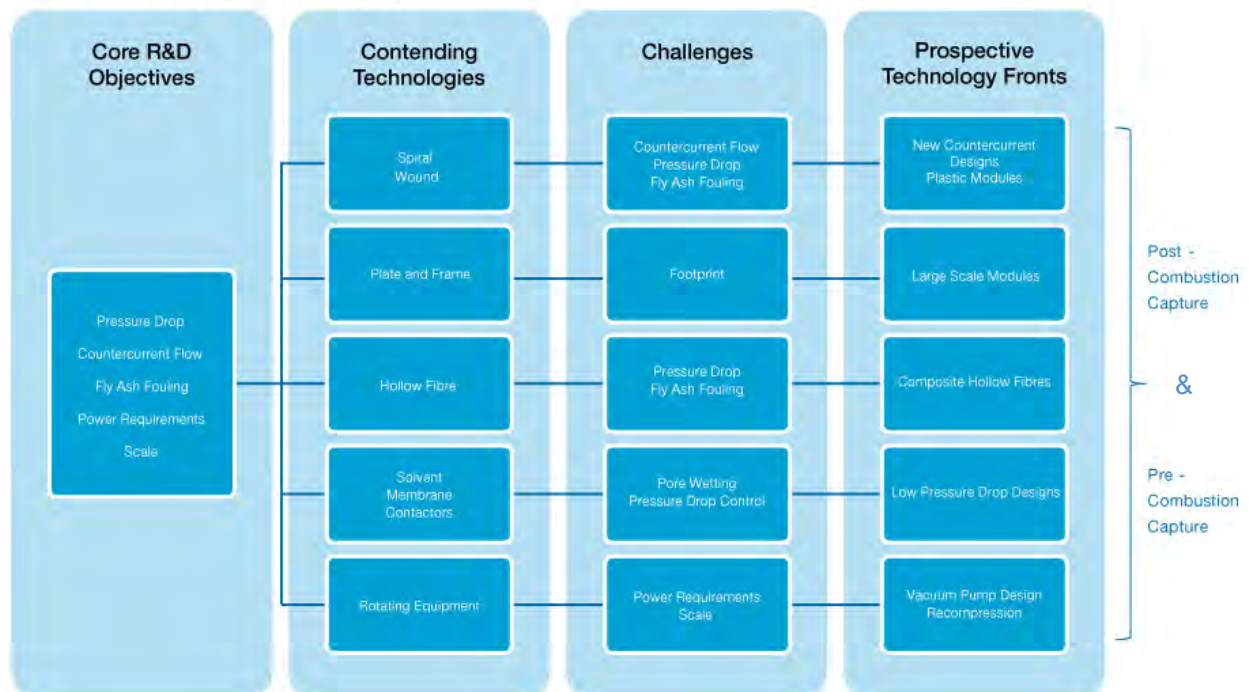 Core R&D
Objectives
Contending
Technologies
Challenges
Prospective
Technology Fronts
Pressure Drop
Countercurrent Flow
Fly Ash Fouling
Power Requirements
Scale
Spiral
Wound
Countercurrent Flow
Pressure Drop
Fly Ash Fouling
New Countercurrent
Designs
Plastic Modules
Plate and Frame
Footprint
Large Scale Modules
Hollow Fibre
Pressure Drop
Fly Ash Fouling
Composite Hollow Fibres
Solvent
Membrane
Contactors
Pore Wetting
Pressure Drop Control
Low Pressure Drop Designs
Rotating Equipment
Power Requirements
Scale
Vacuum Pump Design
Recompression
Post -
Combustion
Capture
&
Pre -
Combustion
Capture